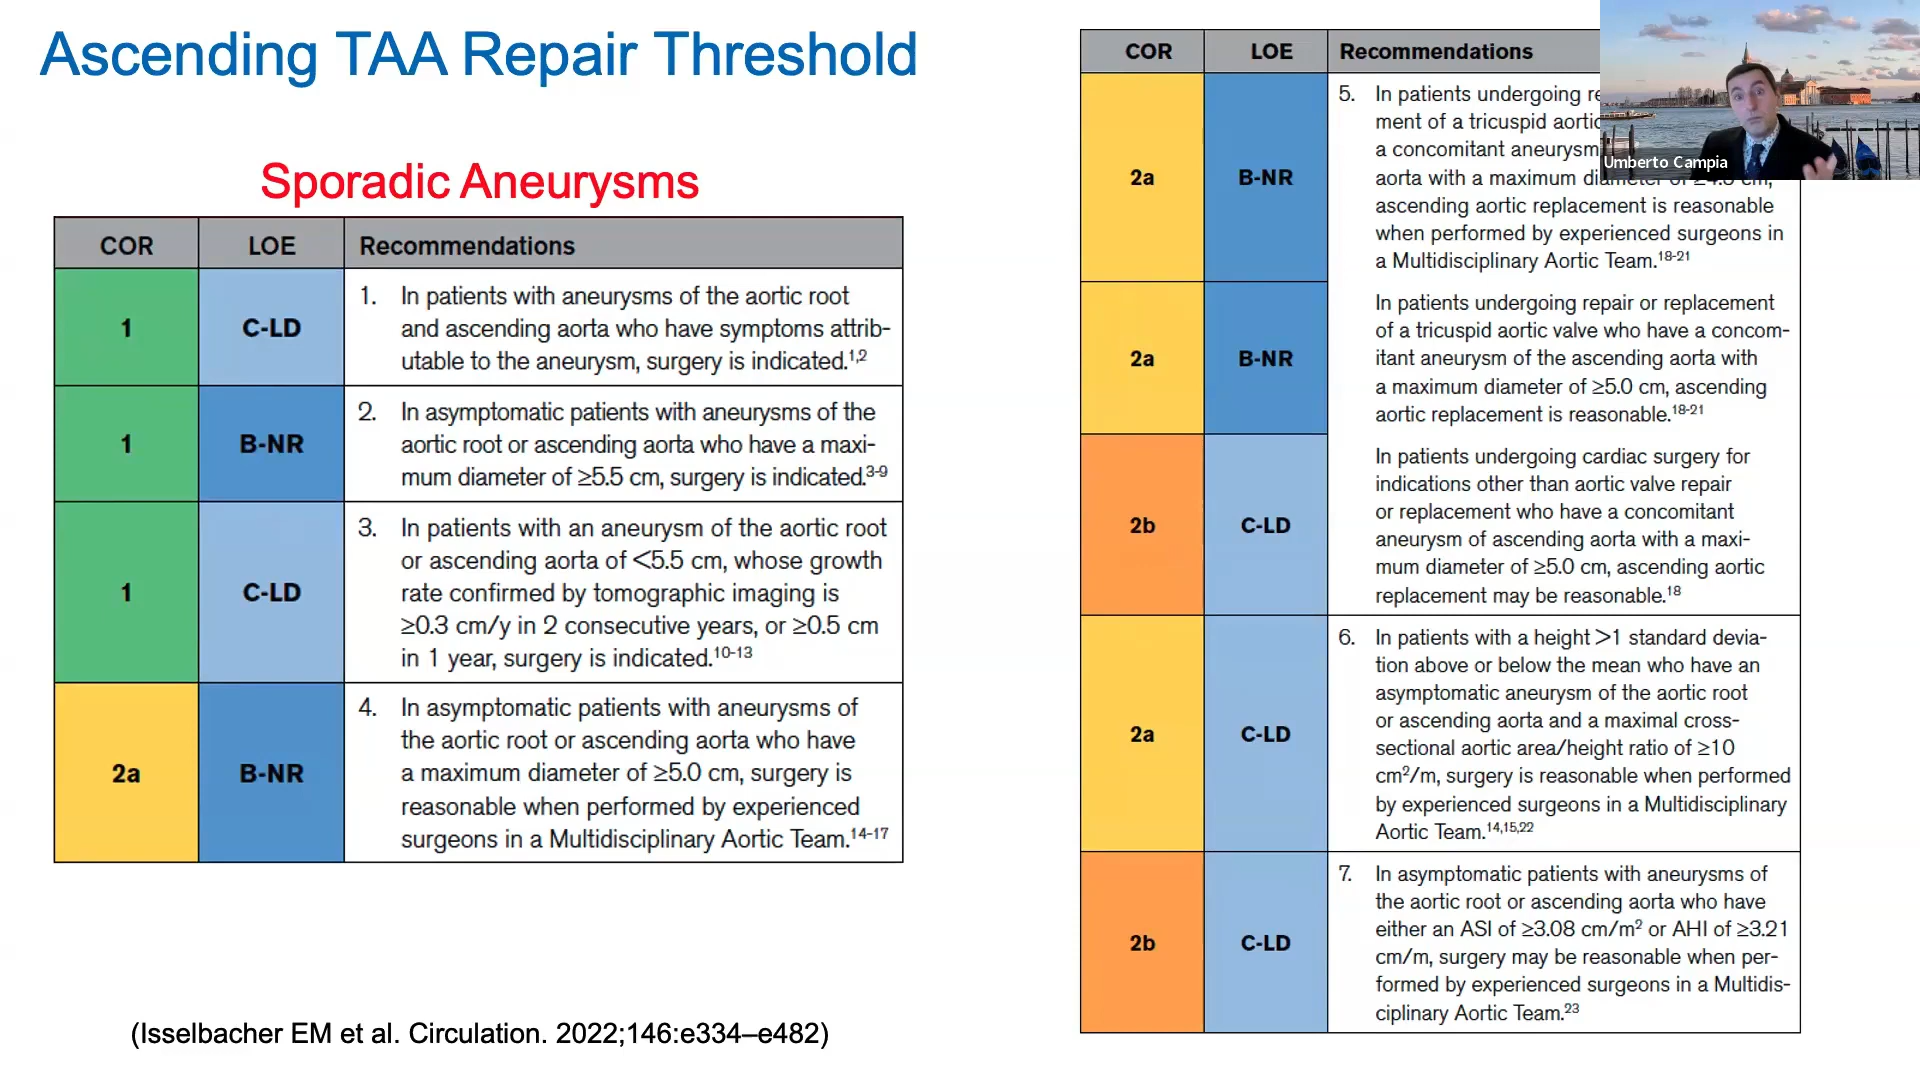 Ascending TAA Repair Threshold
Sporadic Aneurysms
COR LOE Recommendations
1 C-LD 1. In patients with aneurysms of the aortic root
and ascending aorta who have symptoms attrib-
utable to the aneurysm, surgery is indicated.1,2
1 B-NR 2. In asymptomatic patients with aneurysms of the
aortic root or ascending aorta who have a maxi-
mum diameter of ≥5.5 cm, surgery is indicated.3-9
1 C-LD 3. In patients with an aneurysm of the aortic root
or ascending aorta of <5.5 cm, whose growth
rate confirmed by tomographic imaging is
≥0.3 cm/y in 2 consecutive years, or ≥0.5 cm
in 1 year, surgery is indicated.10-13
2a B-NR 4. In asymptomatic patients with aneurysms of
the aortic root or ascending aorta who have
a maximum diameter of ≥5.0 cm, surgery is
reasonable when performed by experienced
surgeons in a Multidisciplinary Aortic Team.14-17
(Isselbacher EM et al. Circulation. 2022;146:e334–e482)
COR LOE Recommendations
2a B-NR 5. In patients undergoing
ment of a tricuspid
a concomitant aneurysm
aorta with a maximum
ascending aortic replacement is reasonable
when performed by experienced surgeons in
a Multidisciplinary Aortic Team.18-21
2a B-NR In patients undergoing repair or replacement
of a tricuspid aortic valve who have a concom-
itant aneurysm of the ascending aorta with
a maximum diameter of ≥5.0 cm, ascending
aortic replacement is reasonable.18-21
2b C-LD In patients undergoing cardiac surgery for
indications other than aortic valve repair
or replacement who have a concomitant
aneurysm of ascending aorta with a maxi-
mum diameter of ≥5.0 cm, ascending aortic
replacement may be reasonable.18
2a C-LD 6. In patients with a height >1 standard devia-
tion above or below the mean who have an
asymptomatic aneurysm of the aortic root
or ascending aorta and a maximal cross-
sectional aortic area/height ratio of ≥10
cm2/m, surgery is reasonable when performed
by experienced surgeons in a Multidisciplinary
Aortic Team.14,15,22
2b C-LD 7. In asymptomatic patients with aneurysms of
the aortic root or ascending aorta who have
either an ASI of ≥3.08 cm/m2 or AHI of ≥3.21
cm/m, surgery may be reasonable when per-
formed by experienced surgeons in a Multidis-
ciplinary Aortic Team.23
Umberto Campia